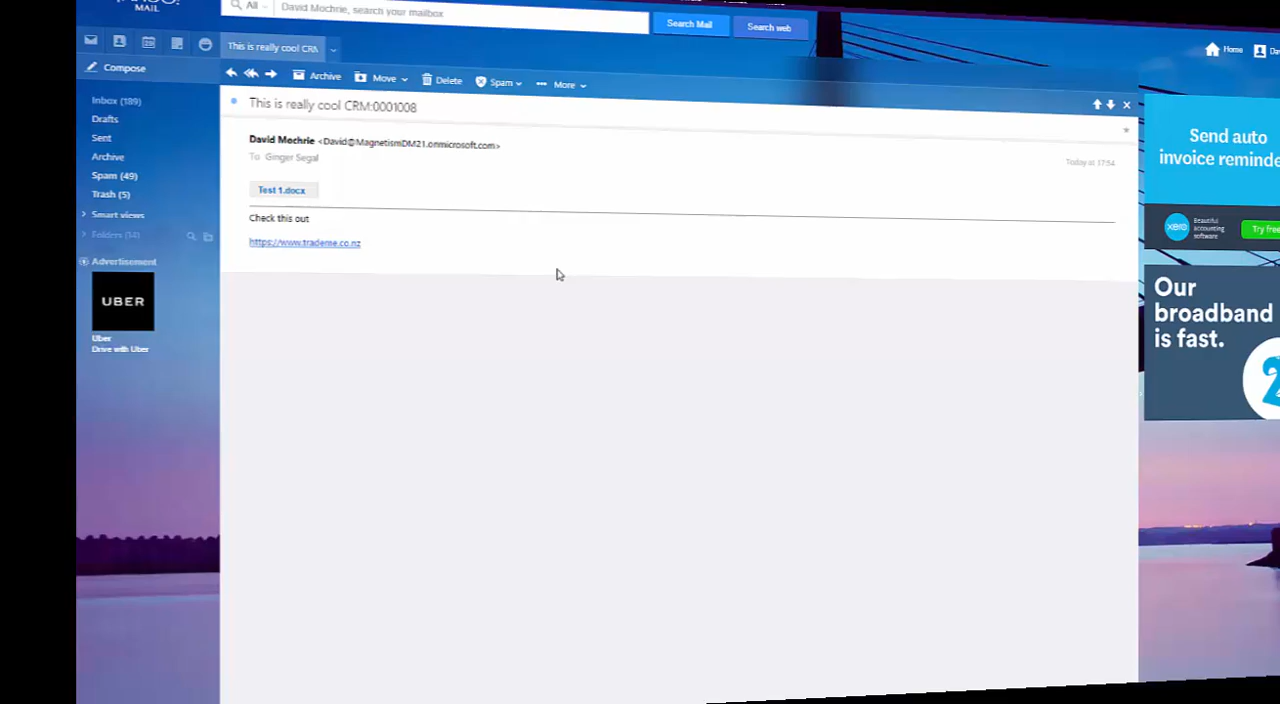 MAIL
All
David Mochrie, search your mailbox
Search Mail
Search web
Home
This is really cool CRM
Compose
Archive
Move
Delete
Spam
More
Inbox (189)
Drafts
Sent
Archive
Spam (49)
Trash (5)
Smart views
Folders (14)
Advertisement
UBER
Uber
Drive with Uber
This is really cool CRM:0001008
David Mochrie <David@MagnetismDM21.onmicrosoft.com>
To Ginger Segal
Today at 17:54
Test 1.docx
Check this out
https://www.trademe.co.nz
Send auto
invoice reminde
xero
Beautiful
accounting
software
Try free
Our
broadband
is fast.
2